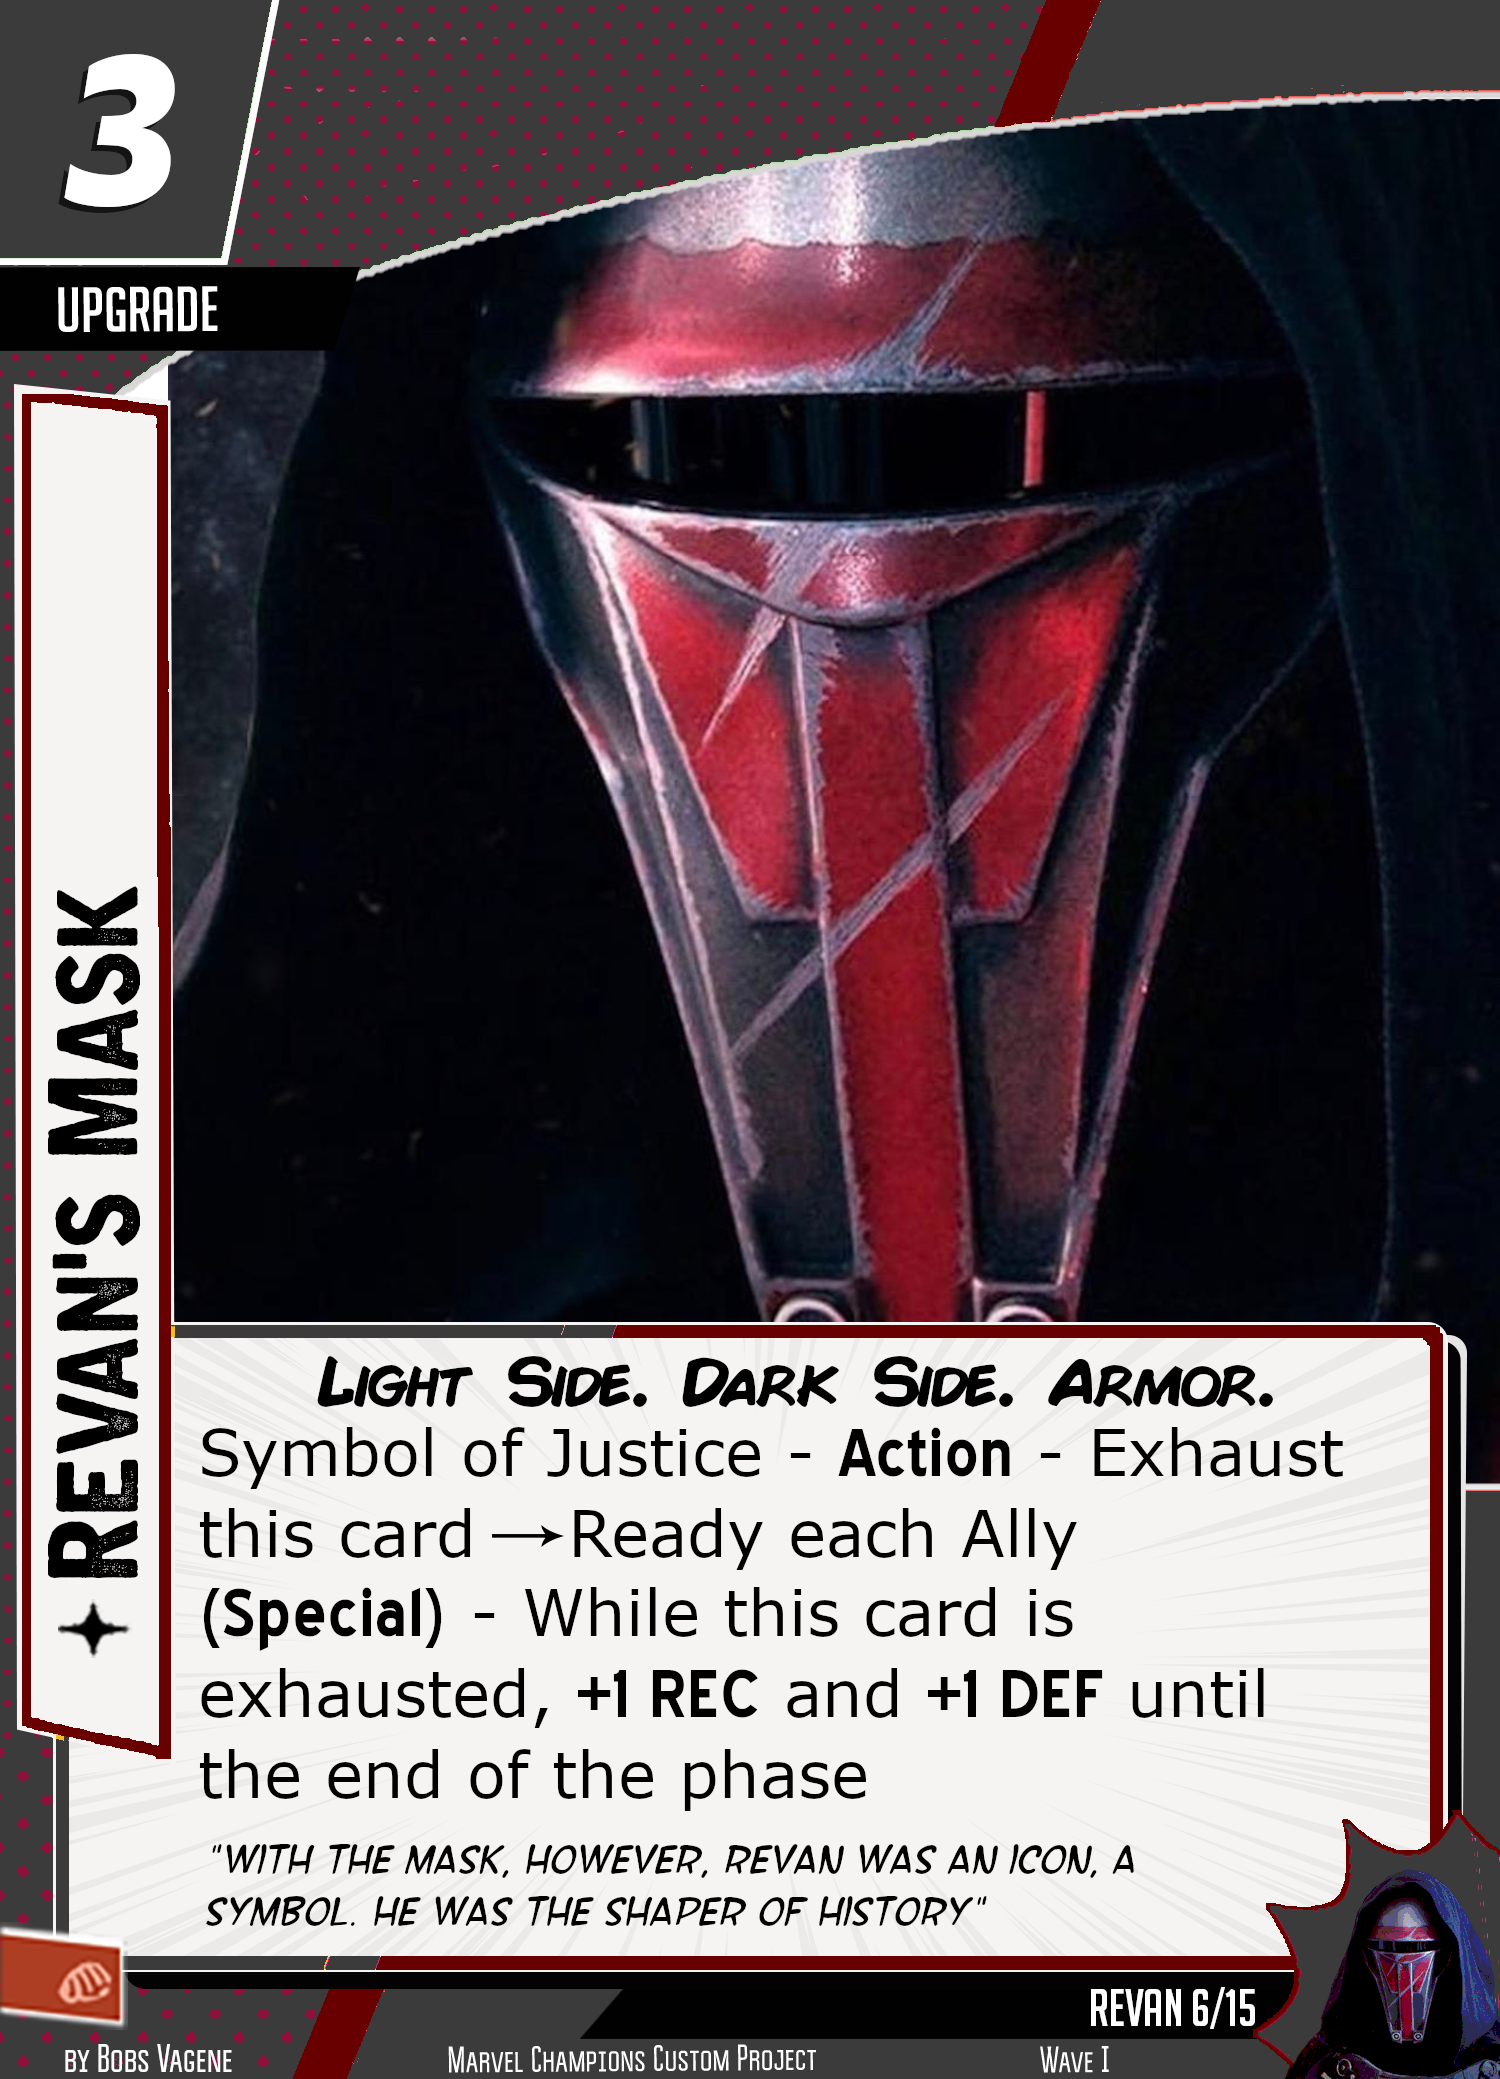 3
UPGRADE
REVAN'S MASK
LIGHT SIDE. DARK SIDE. ARMOR.
Symbol of Justice - Action - Exhaust
this card →Ready each Ally
(Special) - While this card is
exhausted, +1 REC and +1 DEF until
the end of the phase
"WITH THE MASK, HOWEVER, REVAN WAS AN ICON, A
SYMBOL. HE WAS THE SHAPER OF HISTORY"
REVAN 6/15
BY BOBS VAGENE
MARVEL CHAMPIONS CUSTOM PROJECT
WAVE I